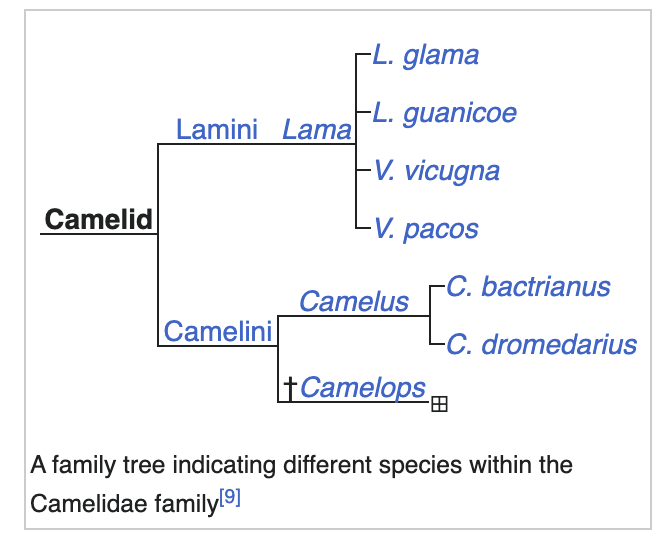 L. glama
Lamini Lama
L. guanicoe
V. vicugna
V. pacos
Camelid
Camelus
C. bactrianus
Camelini
C. dromedarius
†Camelops
A family tree indicating different species within the
Camelidae family[9]